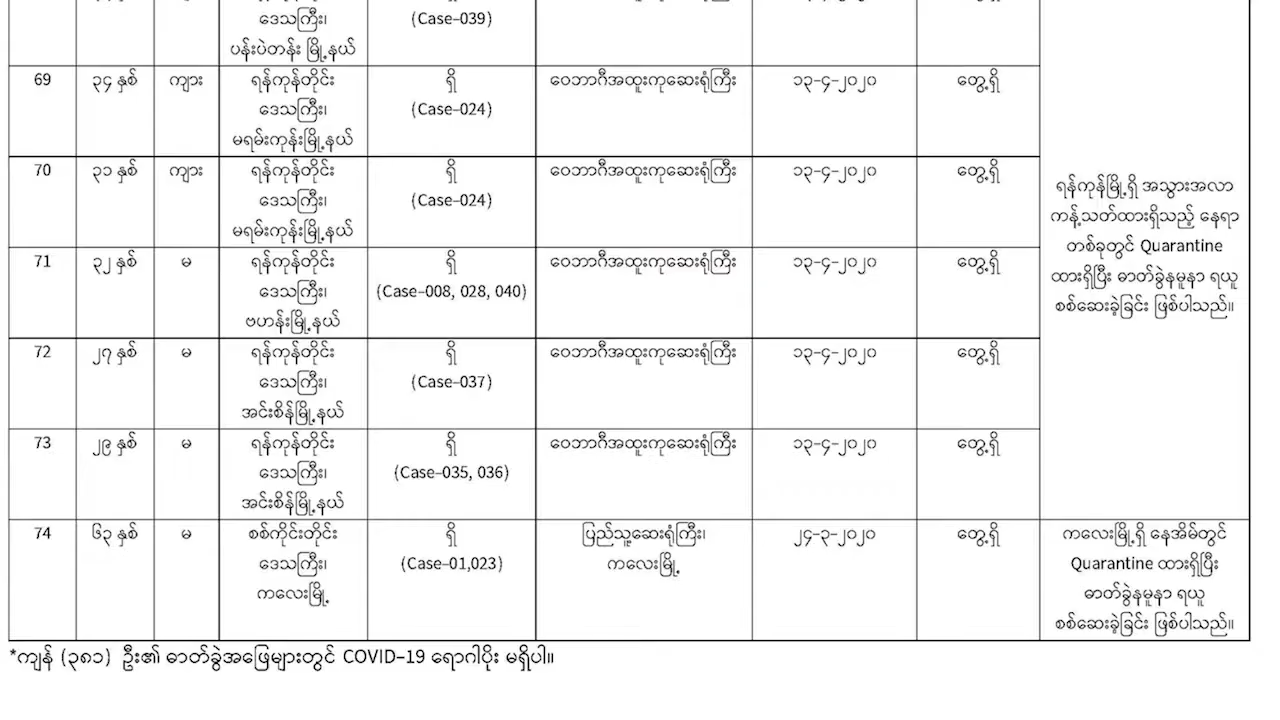 ဒေသကြီး၊
(Case–039)
ပန်းပဲတန်း မြို့နယ်
69 ၃၄ နှစ် ကျား ရန်ကုန်တိုင်း ရှိ ဝေဘာဂီအထူးကုဆေးရုံကြီး ၁၃-၄-၂၀၂၀ တွေ့ရှိ
ဒေသကြီး၊ (Case–024)
မရမ်းကုန်းမြို့နယ်
70 ၃၁ နှစ် ကျား ရန်ကုန်တိုင်း ရှိ ဝေဘာဂီအထူးကုဆေးရုံကြီး ၁၃-၄-၂၀၂၀ တွေ့ရှိ
ဒေသကြီး၊ (Case–024)
မရမ်းကုန်းမြို့နယ်
71 ၃၂ နှစ် မ ရန်ကုန်တိုင်း ရှိ ဝေဘာဂီအထူးကုဆေးရုံကြီး ၁၃-၄-၂၀၂၀ တွေ့ရှိ
ဒေသကြီး၊ (Case–008, 028, 040)
ဗဟန်းမြို့နယ်
72 ၂၇ နှစ် မ ရန်ကုန်တိုင်း ရှိ ဝေဘာဂီအထူးကုဆေးရုံကြီး ၁၃-၄-၂၀၂၀ တွေ့ရှိ
ဒေသကြီး၊ (Case–037)
အင်းစိန်မြို့နယ်
73 ၂၉ နှစ် မ ရန်ကုန်တိုင်း ရှိ ဝေဘာဂီအထူးကုဆေးရုံကြီး ၁၃-၄-၂၀၂၀ တွေ့ရှိ
ဒေသကြီး၊ (Case–035, 036)
အင်းစိန်မြို့နယ်
ရန်ကုန်မြို့ရှိ အသွားအလာ
ကန့်သတ်ထားရှိသည့် နေရာ
တစ်ခုတွင် Quarantine
ထားရှိပြီး ဓာတ်ခွဲနမူနာ ရယူ
စစ်ဆေးခဲ့ခြင်း ဖြစ်ပါသည်။
74 ၆၃ နှစ် မ စစ်ကိုင်းတိုင်း ရှိ ပြည်သူ့ဆေးရုံကြီး၊ ၂၄-၃-၂၀၂၀ တွေ့ရှိ ကလေးမြို့ရှိ နေအိမ်တွင်
ဒေသကြီး၊ (Case–01,023) ကလေးမြို့ Quarantine ထားရှိပြီး
ကလေးမြို့ ဓာတ်ခွဲနမူနာ ရယူ
စစ်ဆေးခဲ့ခြင်း ဖြစ်ပါသည်။
*ကျန် (၃၈၁) ဦး၏ ဓာတ်ခွဲအဖြေများတွင် COVID–19 ရောဂါပိုး မရှိပါ။